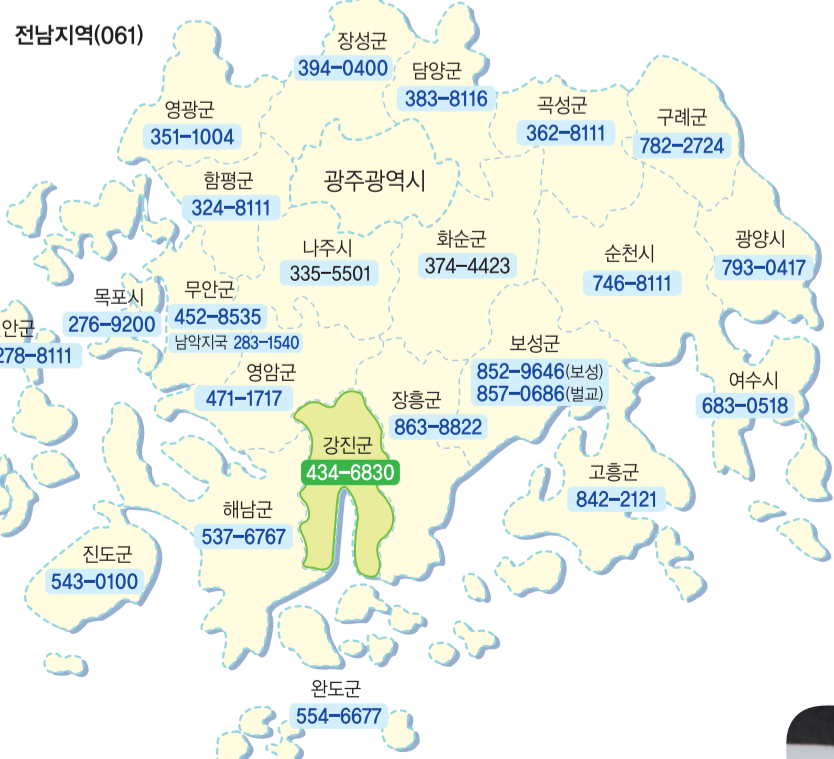 전남지역(061)
장성군
394-0400
담양군
383-8116
영광군
351-1004
곡성군
362-8111
구례군
782-2724
함평군
324-8111
광주광역시
나주시
335-5501
화순군
374-4423
순천시
746-8111
광양시
793-0417
목포시
276-9200
무안군
452-8535
남악지국 283-1540
안군
278-8111
영암군
471-1717
보성군
852-9646(보성)
857-0686(벌교)
장흥군
863-8822
여수시
683-0518
강진군
434-6830
고흥군
842-2121
해남군
537-6767
진도군
543-0100
완도군
554-6677